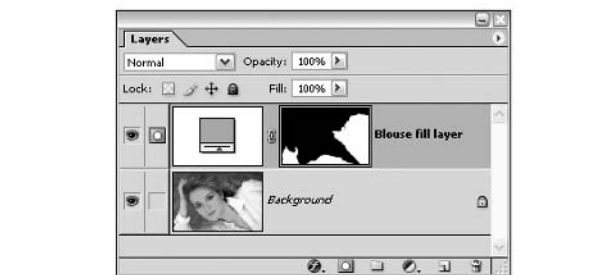 Layers
Normal Opacity: 100%
Lock: Fill: 100%
Blouse fill layer
Background